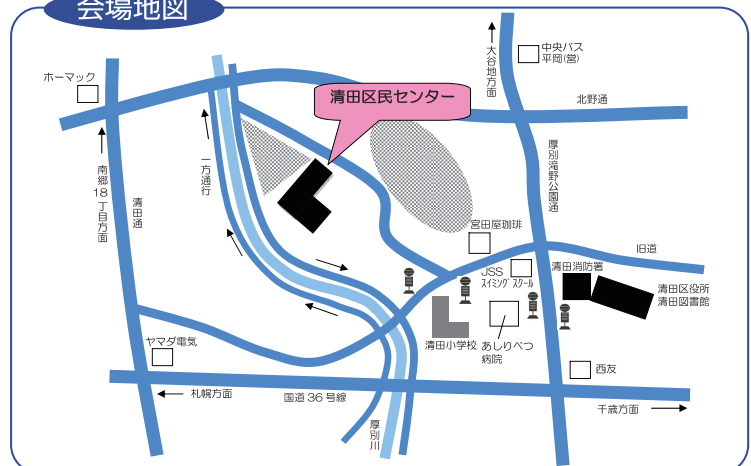 会場地図
ホーマック
清田区民センター
中央バス
平岡(営)
大谷地方面
北野通
南郷18丁目方面
清田通
一方通行
厚別滝野公園通
宮田屋珈琲
旧道
JSS
スイミングスクール
清田消防署
清田区役所
清田図書館
清田小学校
あしりべつ
病院
ヤマダ電気
西友
札幌方面
国道36号線
千歳方面
厚別川